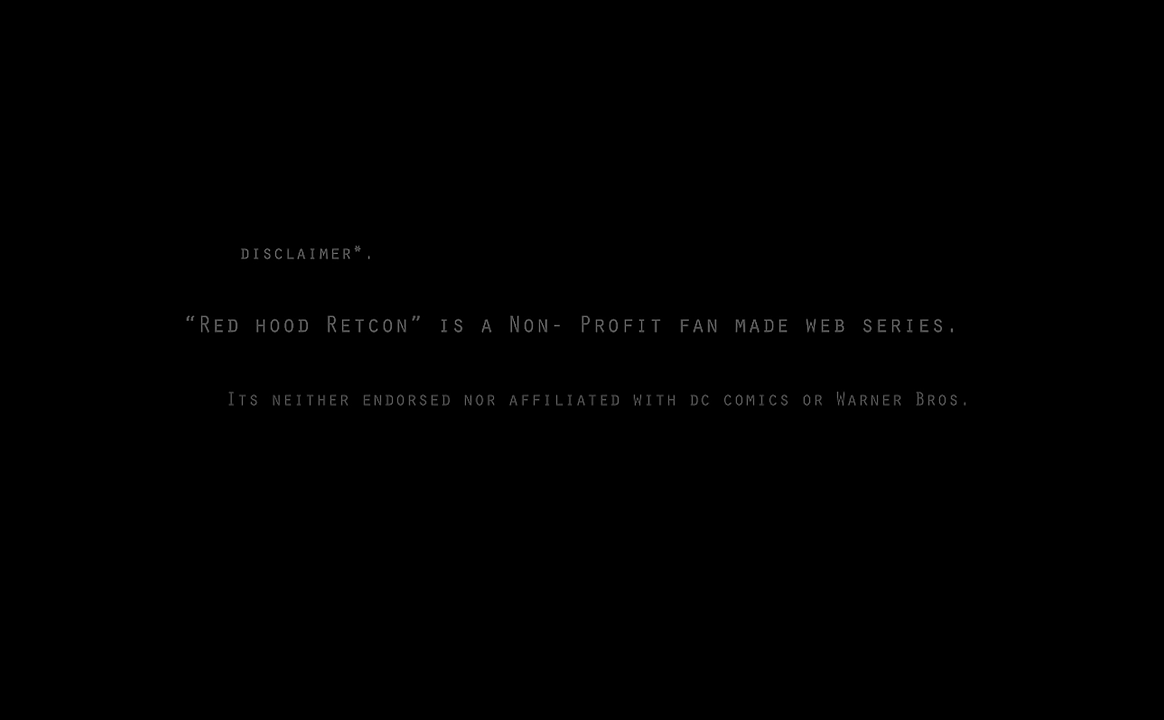 DISCLAIMER*.
“RED HOOD RETCON” IS A NON- PROFIT FAN MADE WEB SERIES.
ITS NEITHER ENDORSED NOR AFFILIATED WITH DC COMICS OR WARNER BROS.